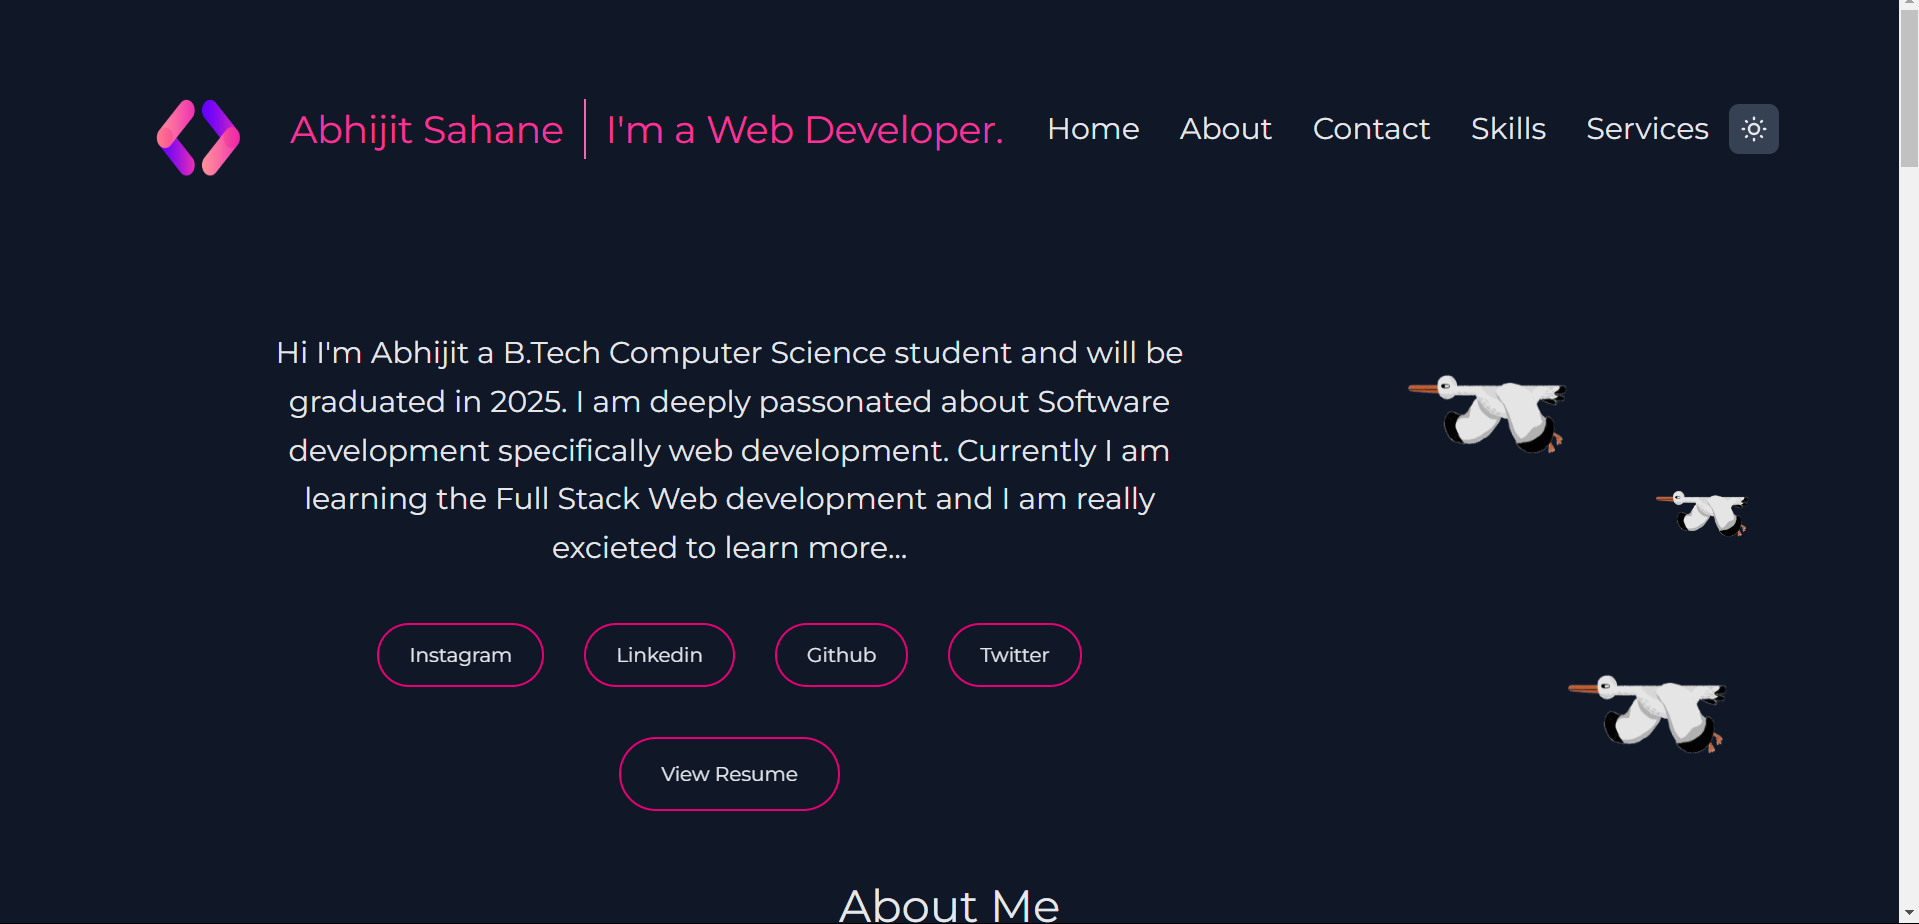 Abhijit Sahane I'm a Web Developer. Home About Contact Skills Services
Hi I'm Abhijit a B.Tech Computer Science student and will be
graduated in 2025. I am deeply passonated about Software
development specifically web development. Currently I am
learning the Full Stack Web development and I am really
excieted to learn more...
Instagram Linkedin Github Twitter
View Resume
About Me